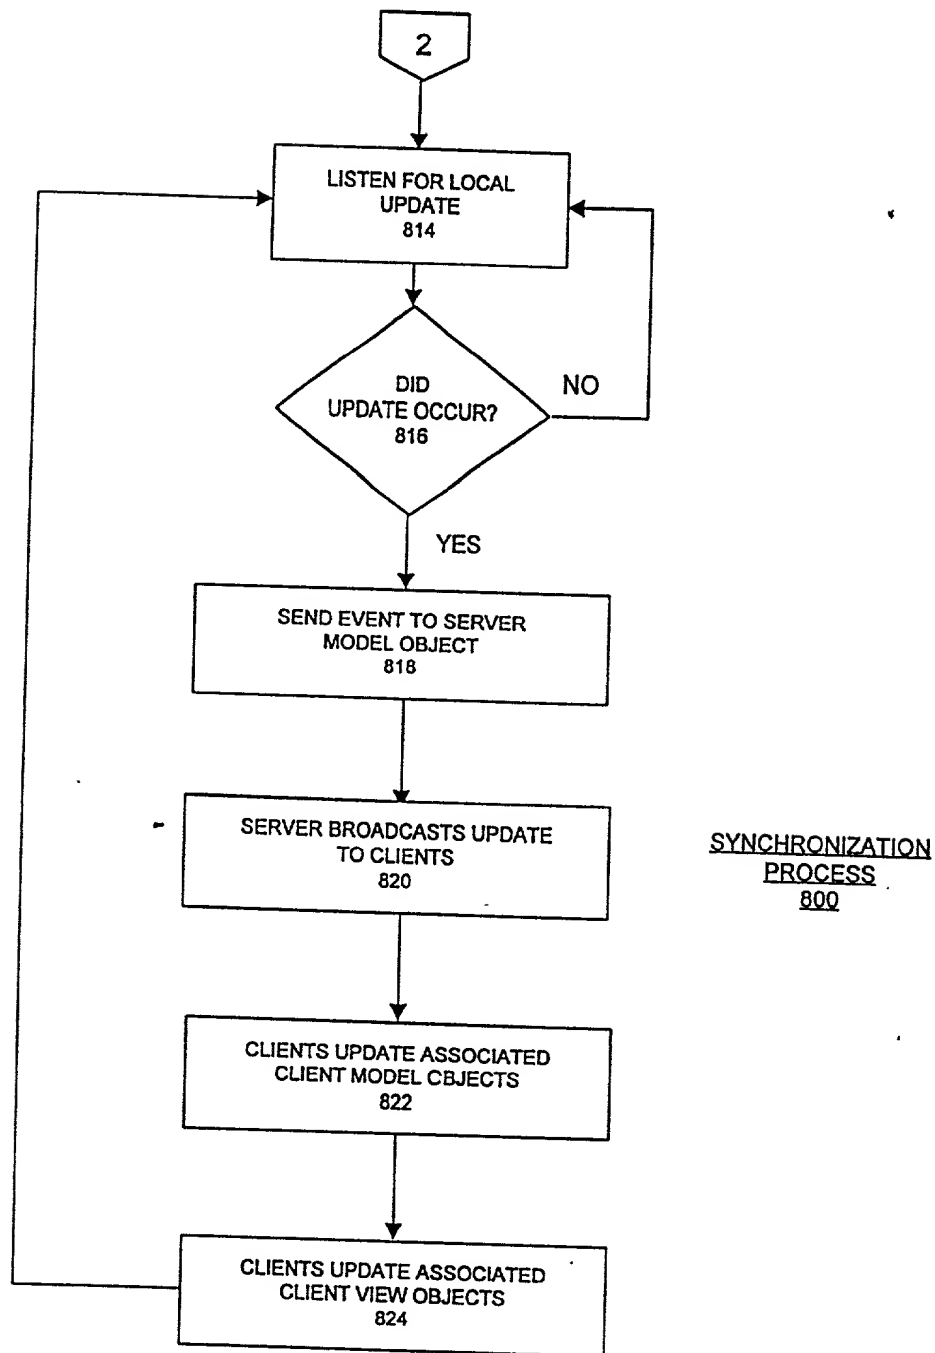 2
LISTEN FOR LOCAL
UPDATE
814
DID
UPDATE OCCUR?
816
NO
YES
SEND EVENT TO SERVER
MODEL OBJECT
818
SERVER BROADCASTS UPDATE
TO CLIENTS
820
SYNCHRONIZATION
PROCESS
800
CLIENTS UPDATE ASSOCIATED
CLIENT MODEL OBJECTS
822
CLIENTS UPDATE ASSOCIATED
CLIENT VIEW OBJECTS
824